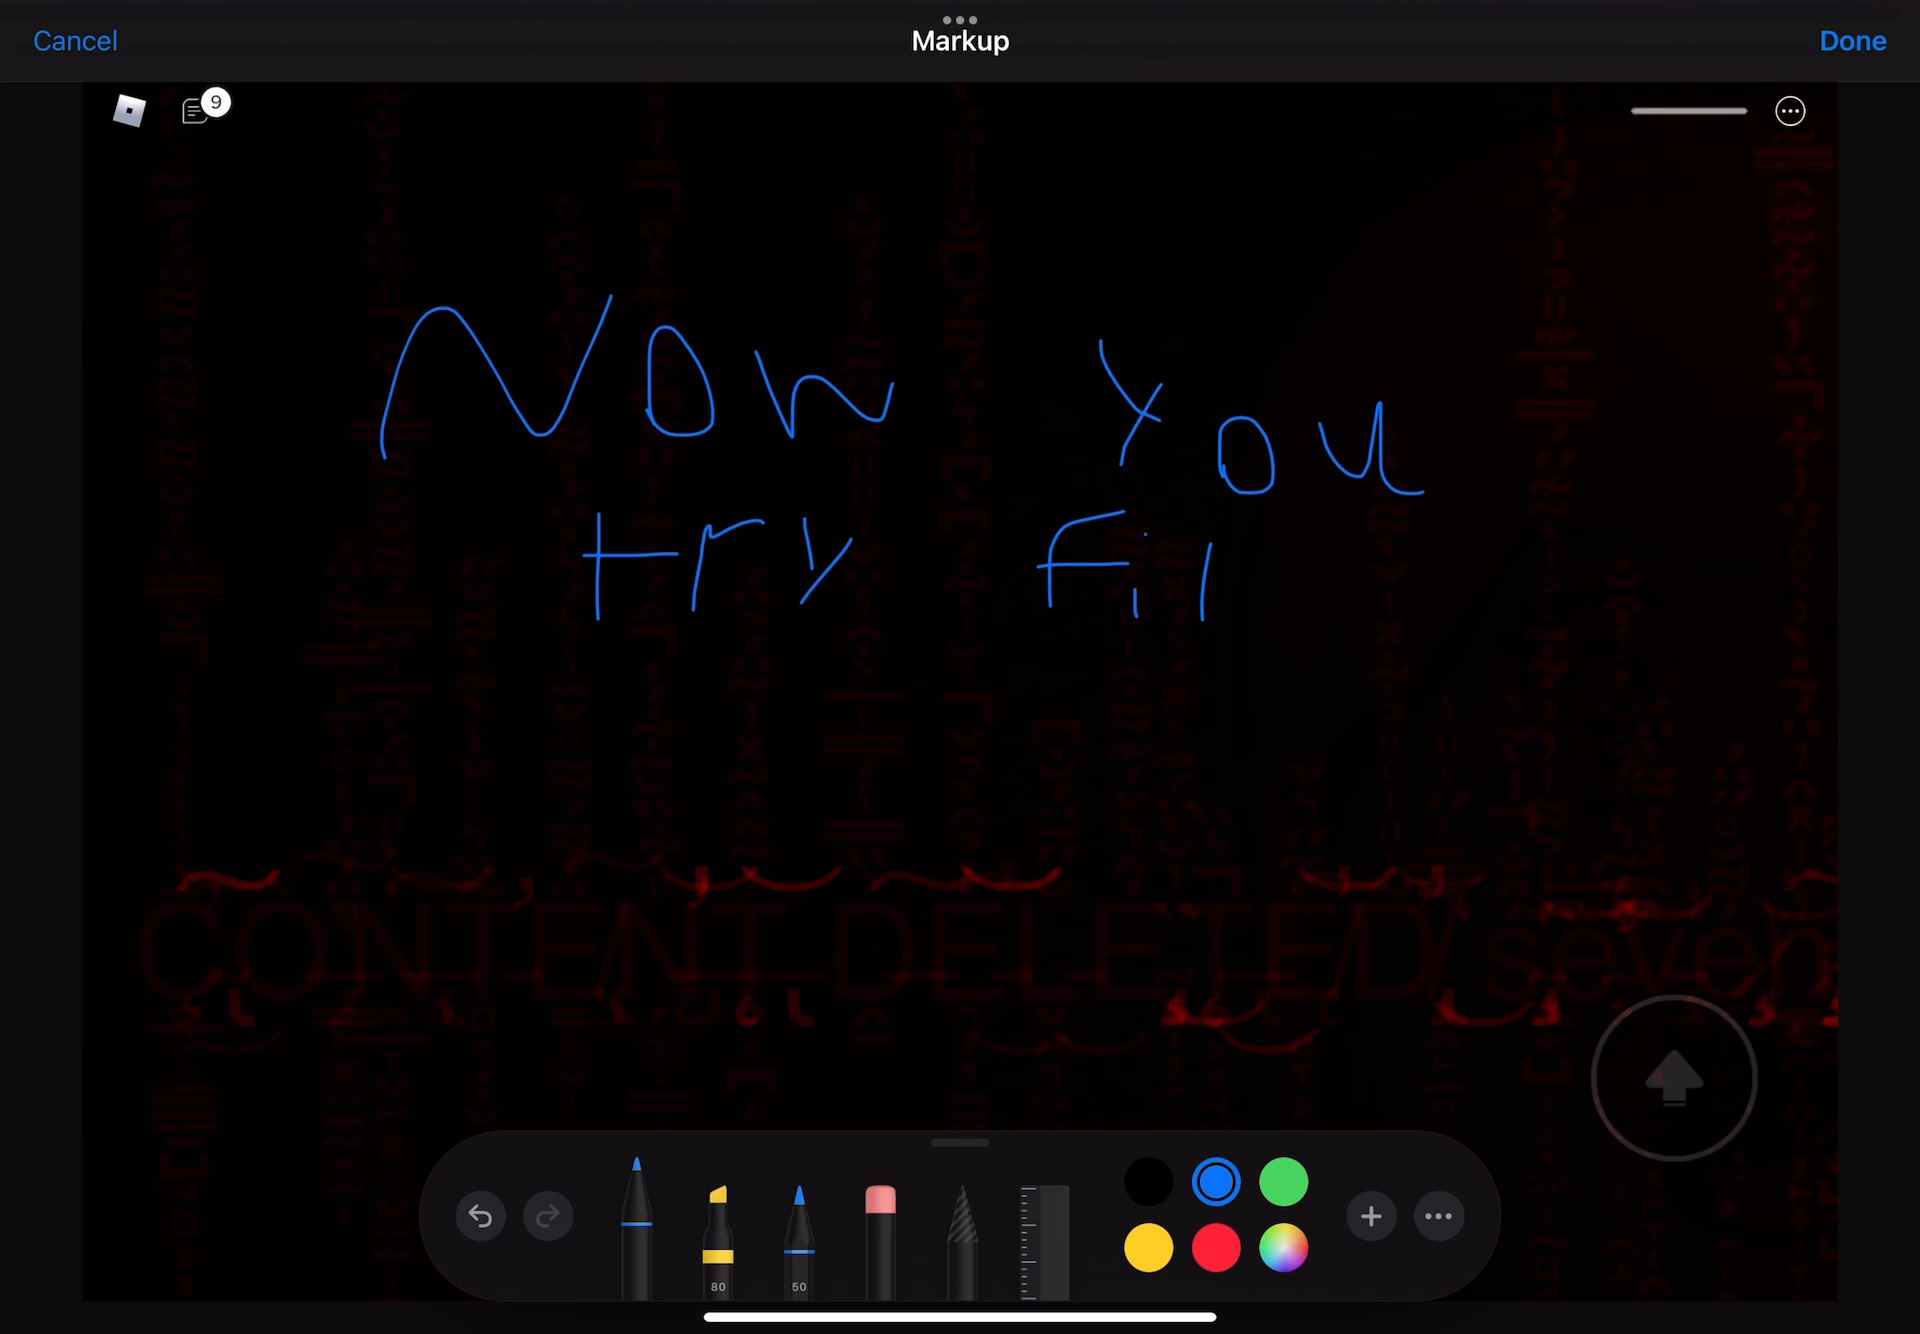 Cancel
Markup
Done
9
Now you
try Fil
CONTENT DELETED/ seven
80
50